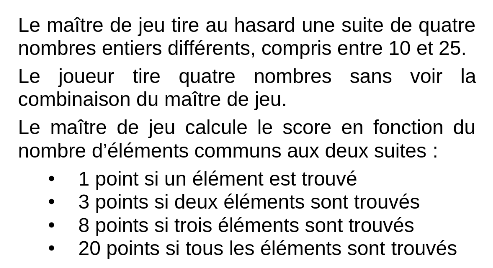 Le maître de jeu tire au hasard une suite de quatre
nombres entiers différents, compris entre 10 et 25.
Le joueur tire quatre nombres sans voir la
combinaison du maître de jeu.
Le maître de jeu calcule le score en fonction du
nombre d’éléments communs aux deux suites :
• 1 point si un élément est trouvé
• 3 points si deux éléments sont trouvés
• 8 points si trois éléments sont trouvés
• 20 points si tous les éléments sont trouvés